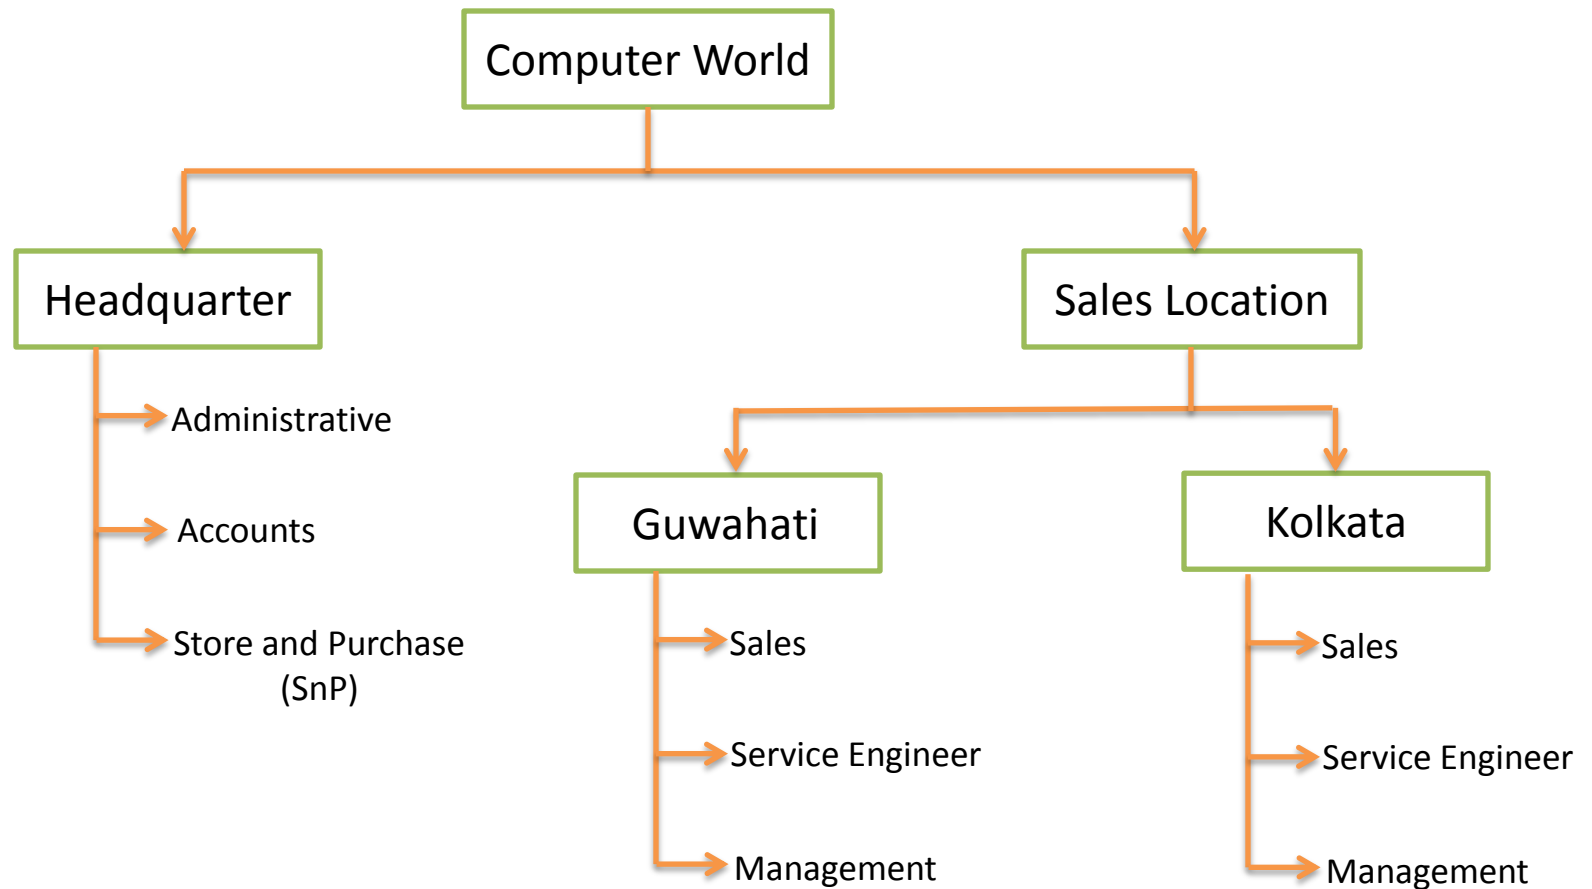 Computer World
Headquarter
Sales Location
Administrative
Accounts
Store and Purchase
(SnP)
Guwahati
Sales
Service Engineer
Management
Kolkata
Sales
Service Engineer
Management